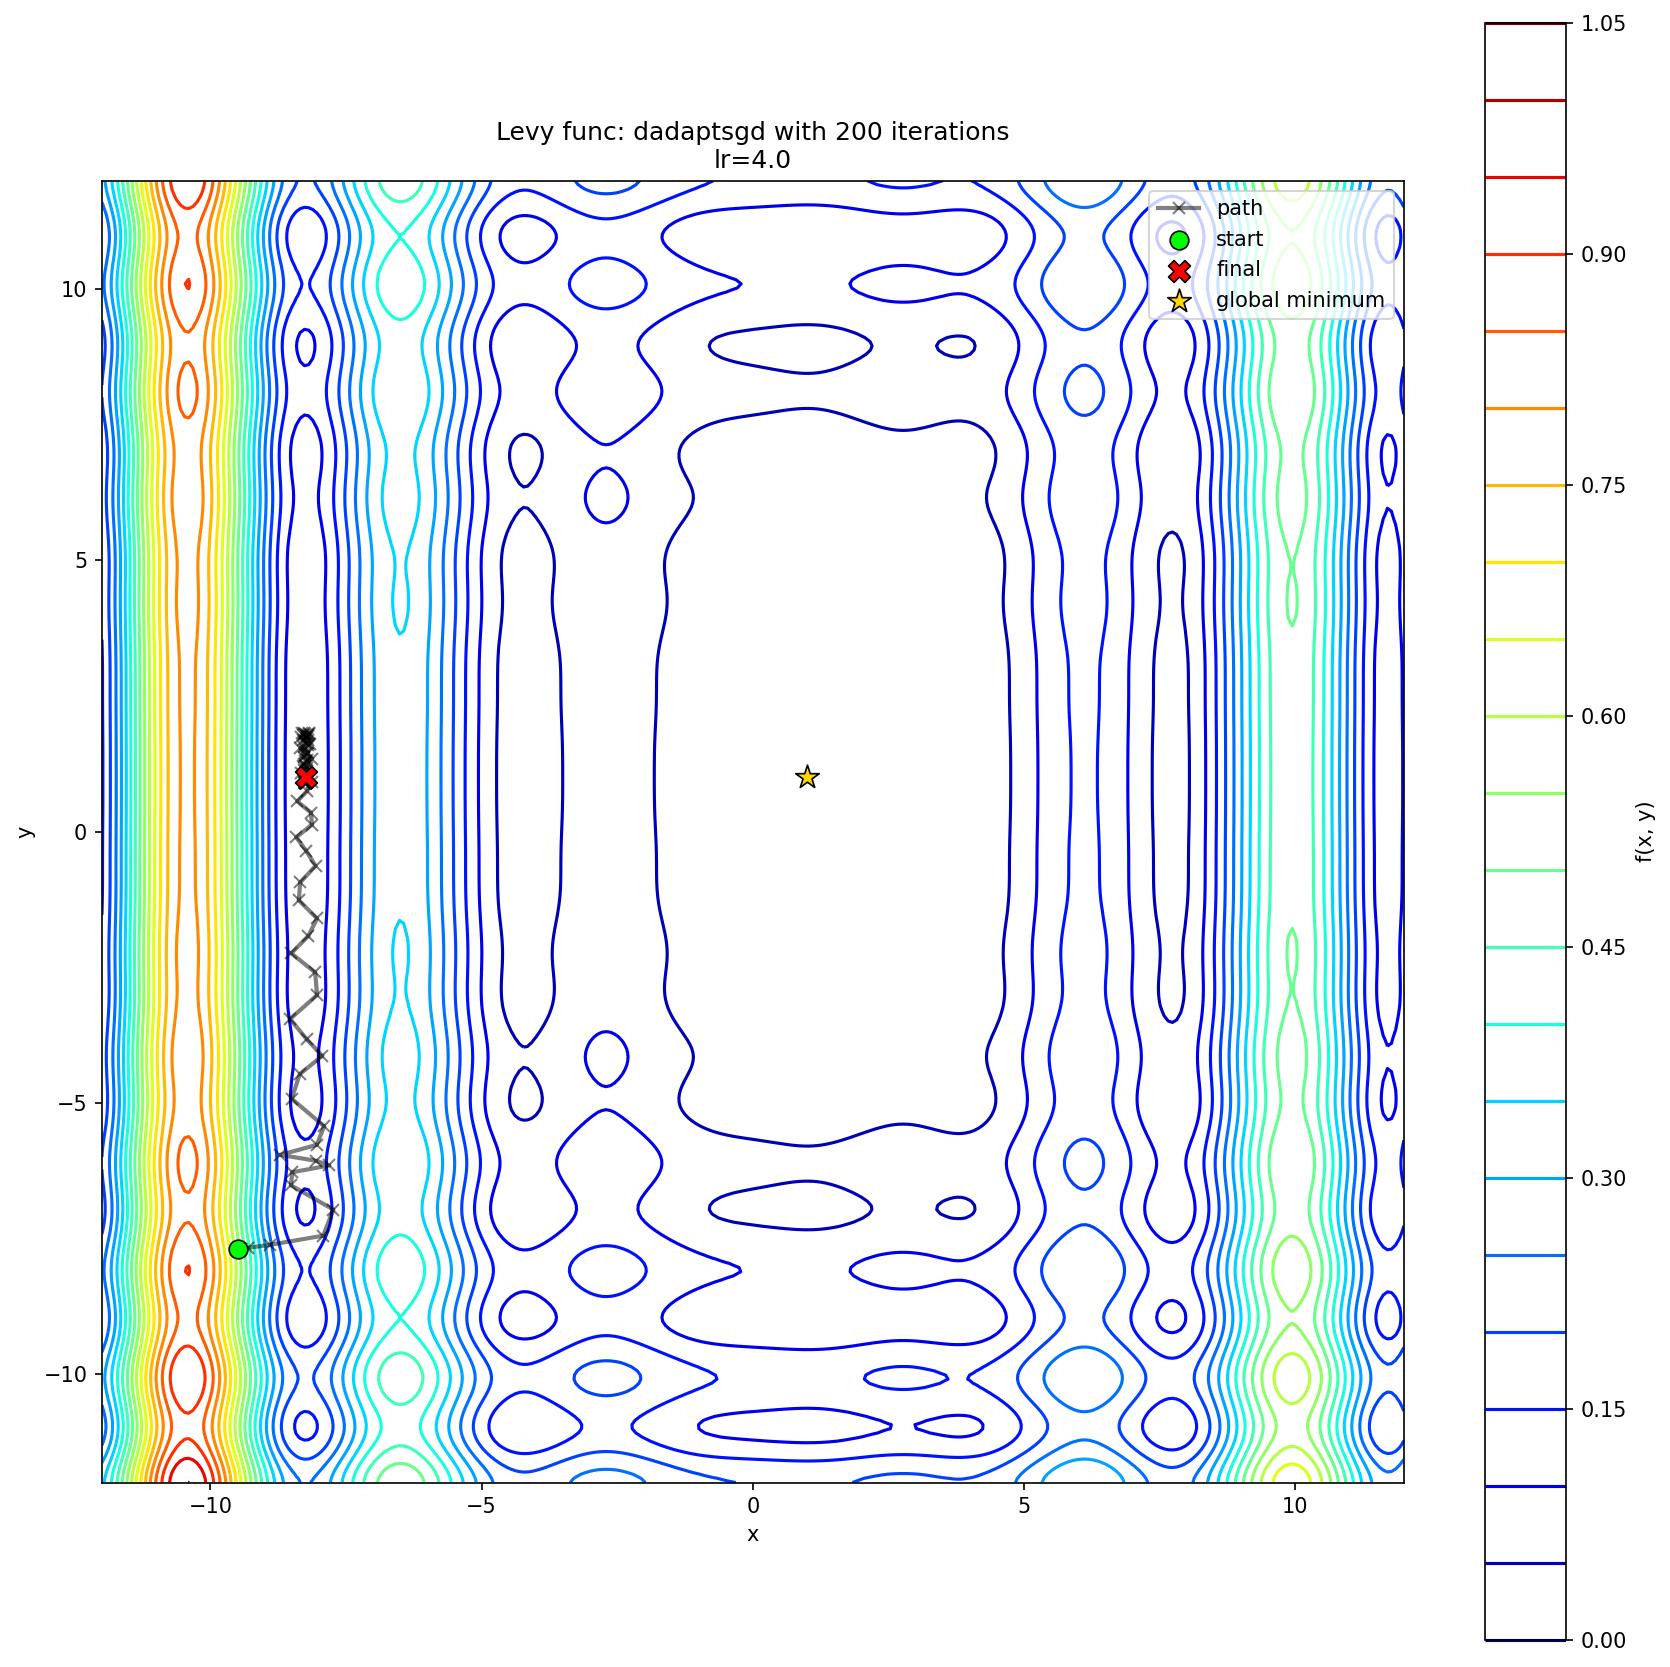 Levy func: dadaptsgd with 200 iterations
lr=4.0
path
start
final
global minimum
10
5
0
−5
−10
y
−10
−5
0
5
10
x
1.05
0.90
0.75
0.60
0.45
0.30
0.15
0.00
f(x, y)